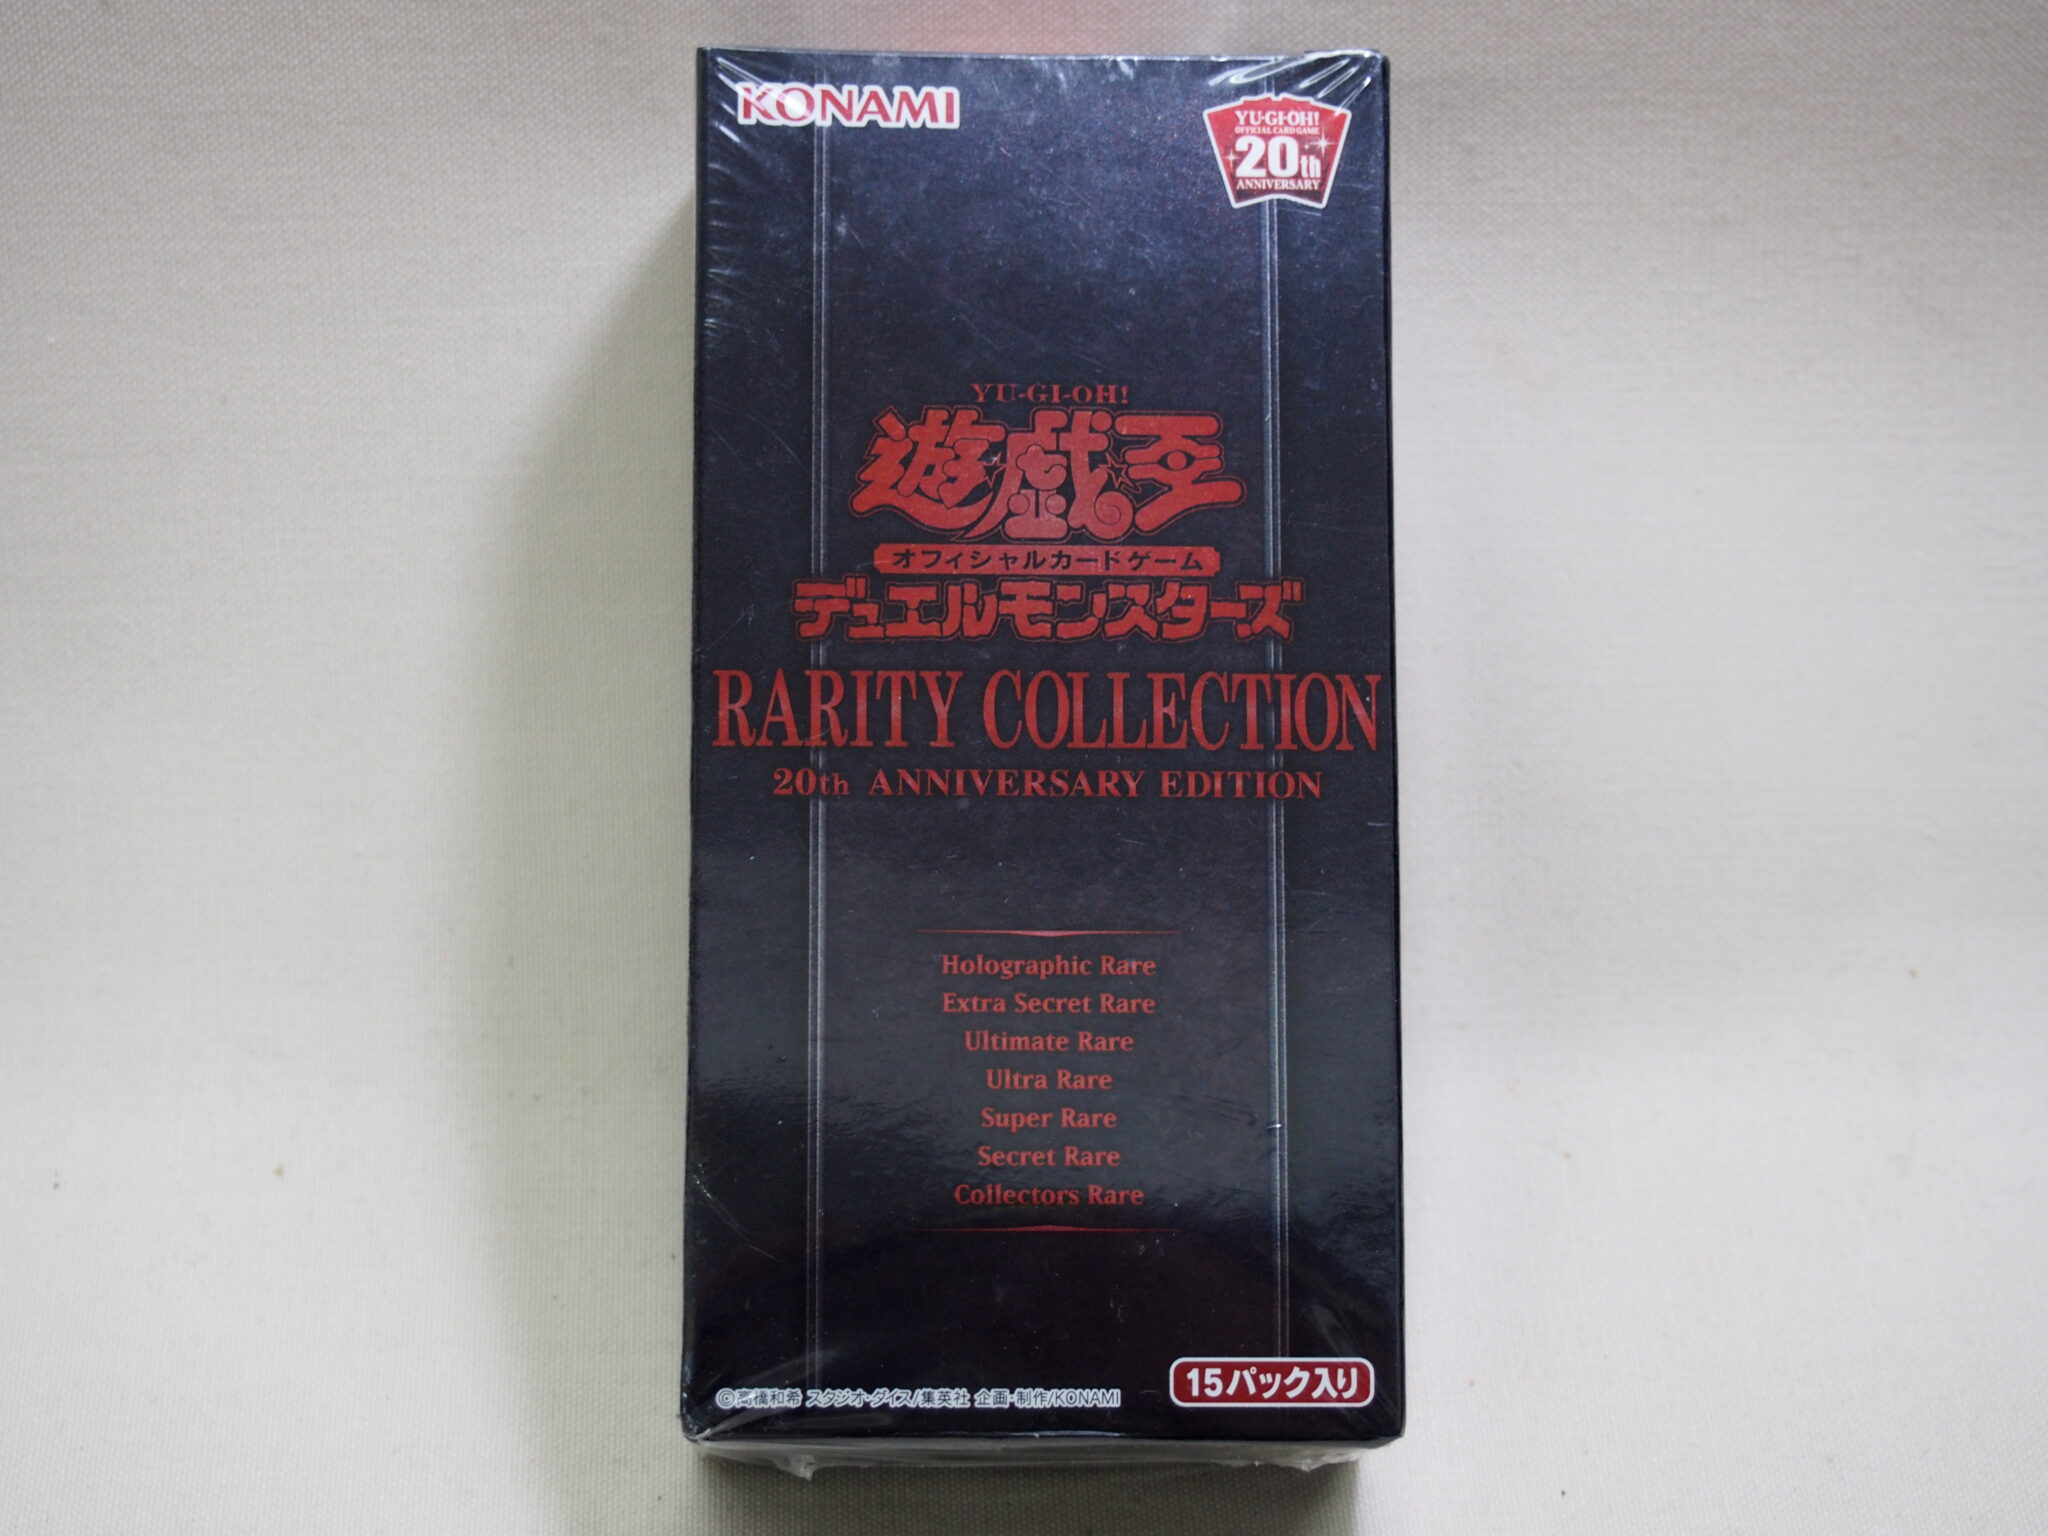 KONAMI
YU-GI-OH!
OFFICIAL CARD GAME
20th
ANNIVERSARY
YU-GI-OH!
遊戯王
オフィシャルカードゲーム
デュエルモンスターズ
RARITY COLLECTION
20th ANNIVERSARY EDITION
Holographic Rare
Extra Secret Rare
Ultimate Rare
Ultra Rare
Super Rare
Secret Rare
Collectors Rare
15パック入り
©高橋和希 スタジオ・ダイス/集英社 企画・制作/KONAMI